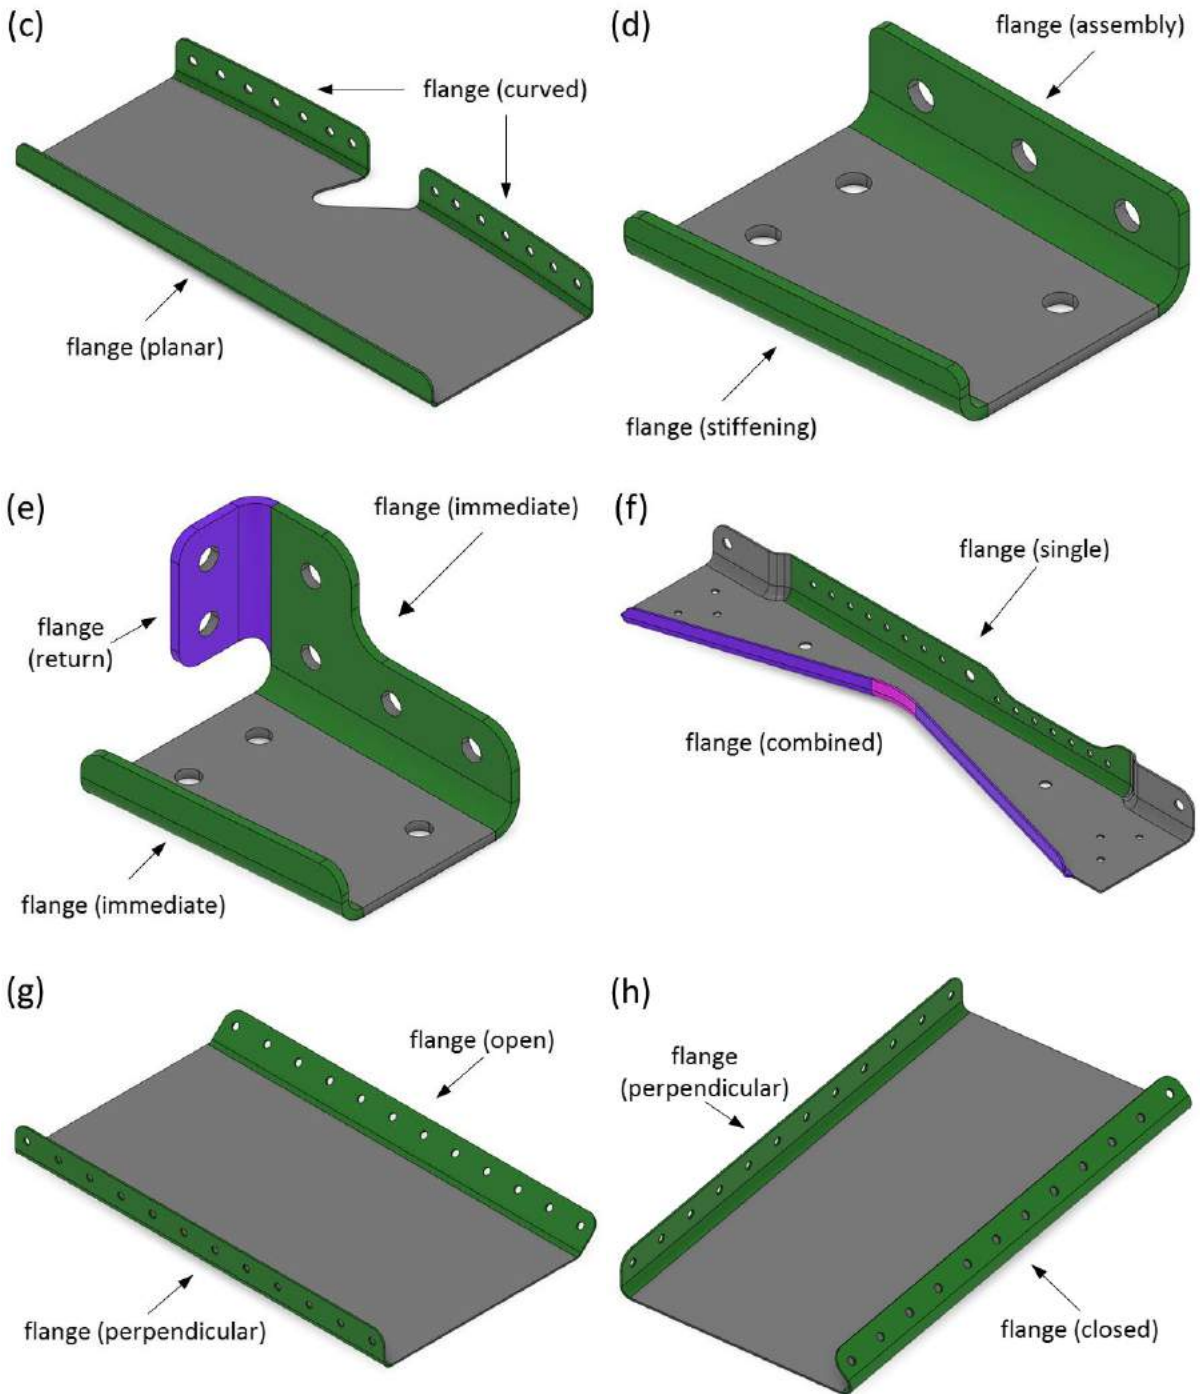 (c)
flange (curved)
flange (planar)
(d)
flange (assembly)
flange (stiffening)
(e)
flange (immediate)
flange
(return)
flange (immediate)
(f)
flange (single)
flange (combined)
(g)
flange (open)
flange (perpendicular)
(h)
flange
(perpendicular)
flange (closed)